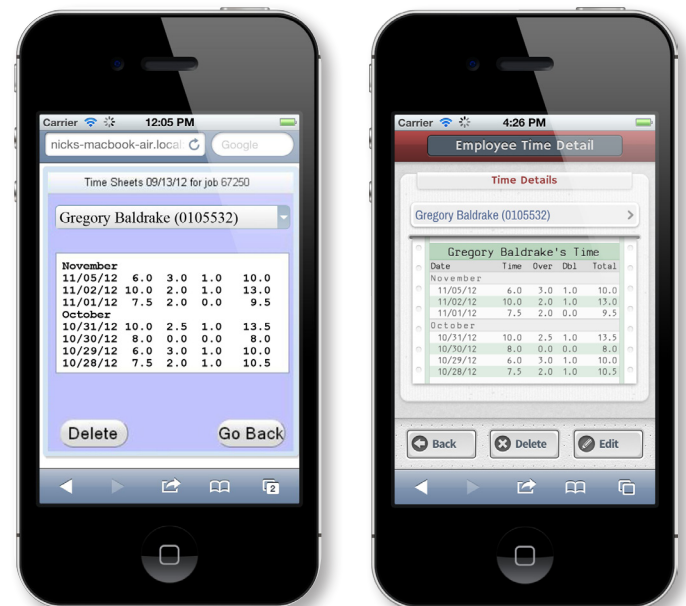 Carrier 12:05 PM
nicks-macbook-air.local Google
Time Sheets 09/13/12 for job 67250
Gregory Baldrake (0105532)
November
11/05/12 6.0 3.0 1.0 10.0
11/02/12 10.0 2.0 1.0 13.0
11/01/12 7.5 2.0 0.0 9.5
October
10/31/12 10.0 2.5 1.0 13.5
10/30/12 8.0 0.0 0.0 8.0
10/29/12 6.0 3.0 1.0 10.0
10/28/12 7.5 2.0 1.0 10.5
Delete Go Back
2
Carrier 4:26 PM
Employee Time Detail
Time Details
Gregory Baldrake (0105532)
Gregory Baldrake's Time
Date Time Over Dbl Total
November
11/05/12 6.0 3.0 1.0 10.0
11/02/12 10.0 2.0 1.0 13.0
11/01/12 7.5 2.0 0.0 9.5
October
10/31/12 10.0 2.5 1.0 13.5
10/30/12 8.0 0.0 0.0 8.0
10/29/12 6.0 3.0 1.0 10.0
10/28/12 7.5 2.0 1.0 10.5
Back Delete Edit